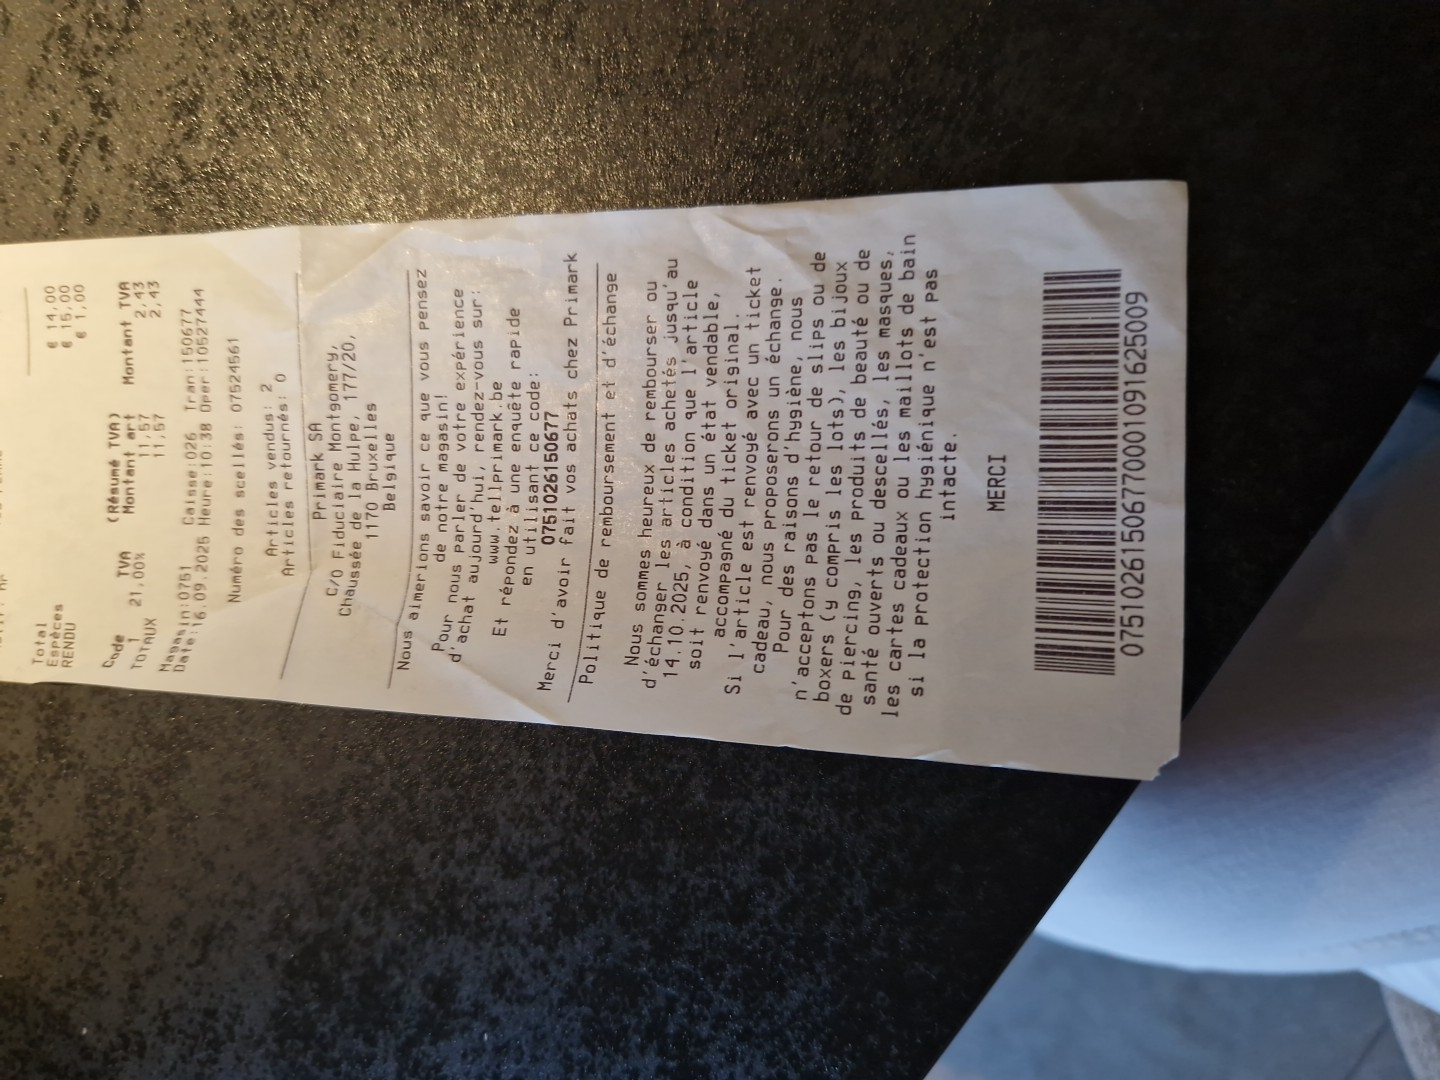 Total € 14,00
Espèces € 15,00
RENDU € 1,00
(Résumé TVA)
Code TVA Montant art Montant TVA
1 21,00% 11,57 2,43
TOTAUX 11,57 2,43
Magasin:0751 Caisse:026 Tran:150677
Date:16.09.2025 Heure:10:38 Oper:10527444
Numéro des scellés: 07524561
Articles vendus: 2
Articles retournés: 0
Primark SA
C/O Fiduciaire Montgomery,
Chaussée de la Hulpe, 177/20,
1170 Bruxelles
Belgique
Nous aimerions savoir ce que vous pensez
de notre magasin!
Pour nous parler de votre expérience
d'achat aujourd'hui, rendez-vous sur:
www.tellprimark.be
Et répondez à une enquête rapide
en utilisant ce code:
0751026150677
Merci d'avoir fait vos achats chez Primark
Politique de remboursement et d'échange
Nous sommes heureux de rembourser ou
d'échanger les articles achetés jusqu'au
14.10.2025, à condition que l'article
soit renvoyé dans un état vendable,
accompagné du ticket original.
Si l'article est renvoyé avec un ticket
cadeau, nous proposerons un échange.
Pour des raisons d'hygiène, nous
n'acceptons pas le retour de slips ou de
boxers (y compris les lots), les bijoux
de piercing, les produits de beauté ou de
santé ouverts ou descellés, les masques,
les cartes cadeaux ou les maillots de bain
si la protection hygiénique n'est pas
intacte.
MERCI
07510261506770001091625009